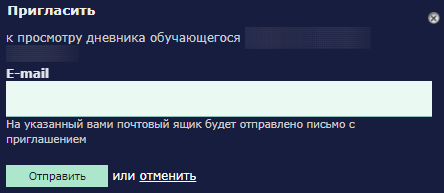 Пригласить
к просмотру дневника обучающегося
E-mail
На указанный вами почтовый ящик будет отправлено письмо с
приглашением
Отправить или отменить